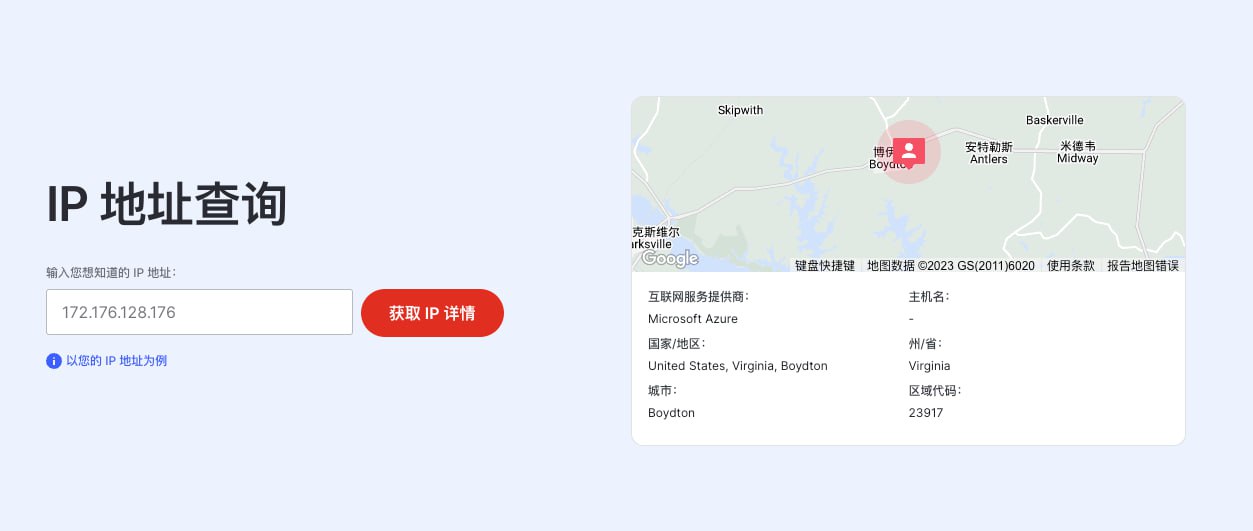 IP 地址查询
输入您想知道的 IP 地址：
172.176.128.176
获取 IP 详情
以您的 IP 地址为例
Skipwith
Baskerville
安特勒斯
Antlers
米德韦
Midway
Boydton
克斯维尔
arksville
Google
键盘快捷键
地图数据 ©2023 GS(2011)6020
使用条款
报告地图错误
互联网服务提供商：
Microsoft Azure
主机名：
-
国家/地区：
United States, Virginia, Boydton
州/省：
Virginia
城市：
Boydton
区域代码：
23917